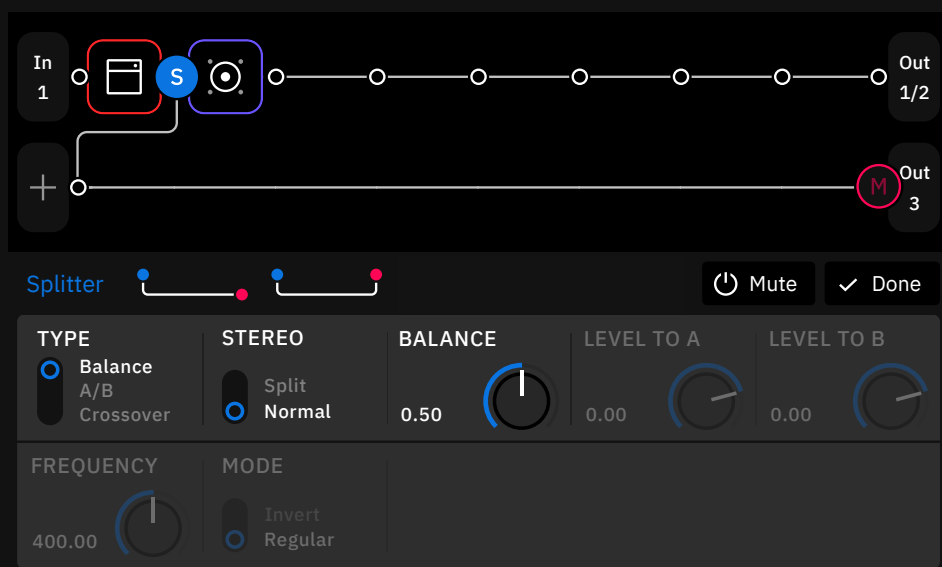 In
1
S
Out
1/2
+
M
Out
3
Splitter
Mute
Done
TYPE
Balance
A/B
Crossover
STEREO
Split
Normal
BALANCE
0.50
LEVEL TO A
0.00
LEVEL TO B
0.00
FREQUENCY
400.00
MODE
Invert
Regular